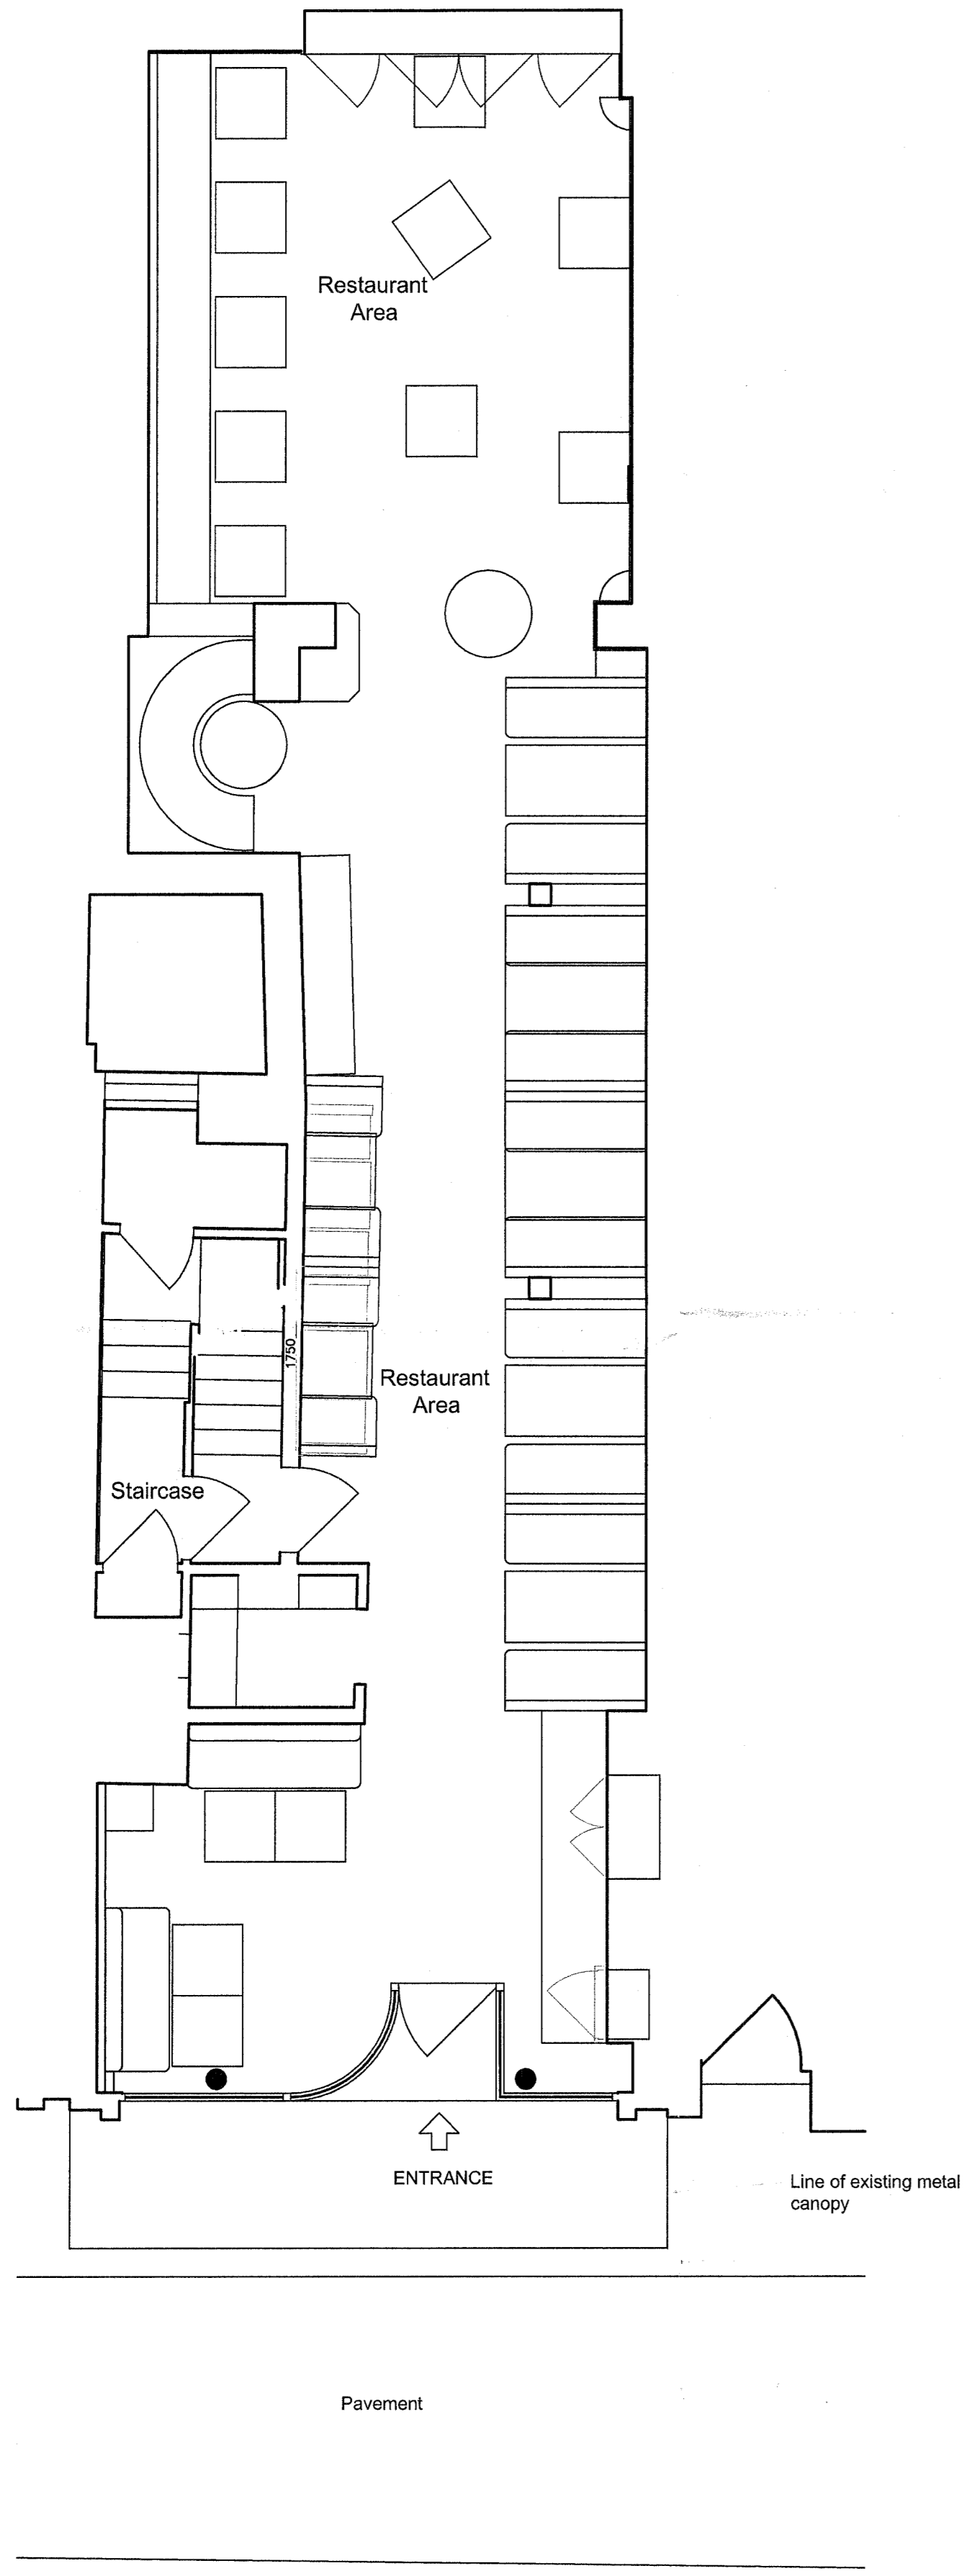 Restaurant
Area
1750
Restaurant
Area
Staircase
ENTRANCE
Line of existing metal
canopy
Pavement